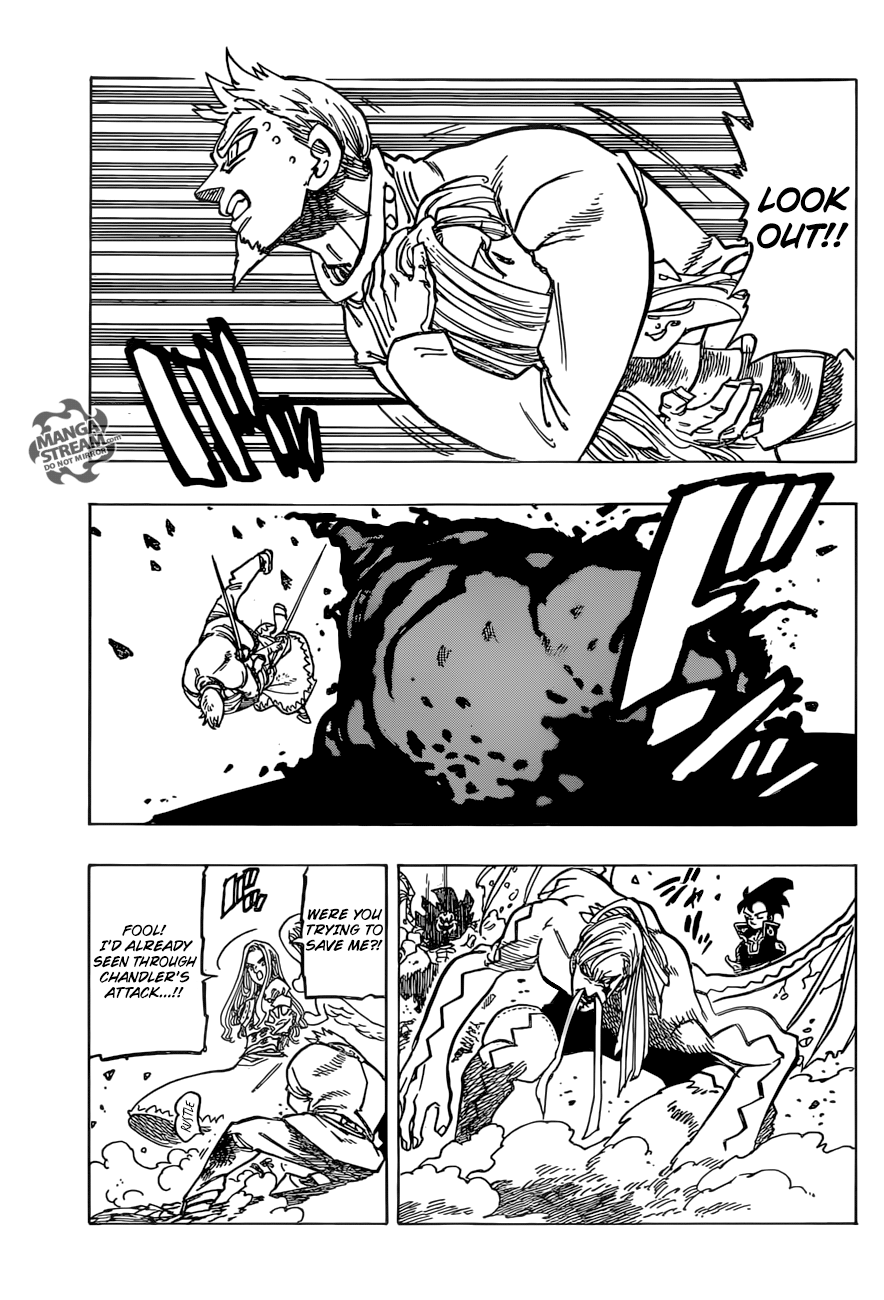 LOOK
OUT!!
MANGA
STREAM.com
DO NOT MIRROR
WERE YOU
TRYING TO
SAVE ME?!
FOOL!
I'D ALREADY
SEEN THROUGH
CHANDLER'S
ATTACK...!!
RUSTLE